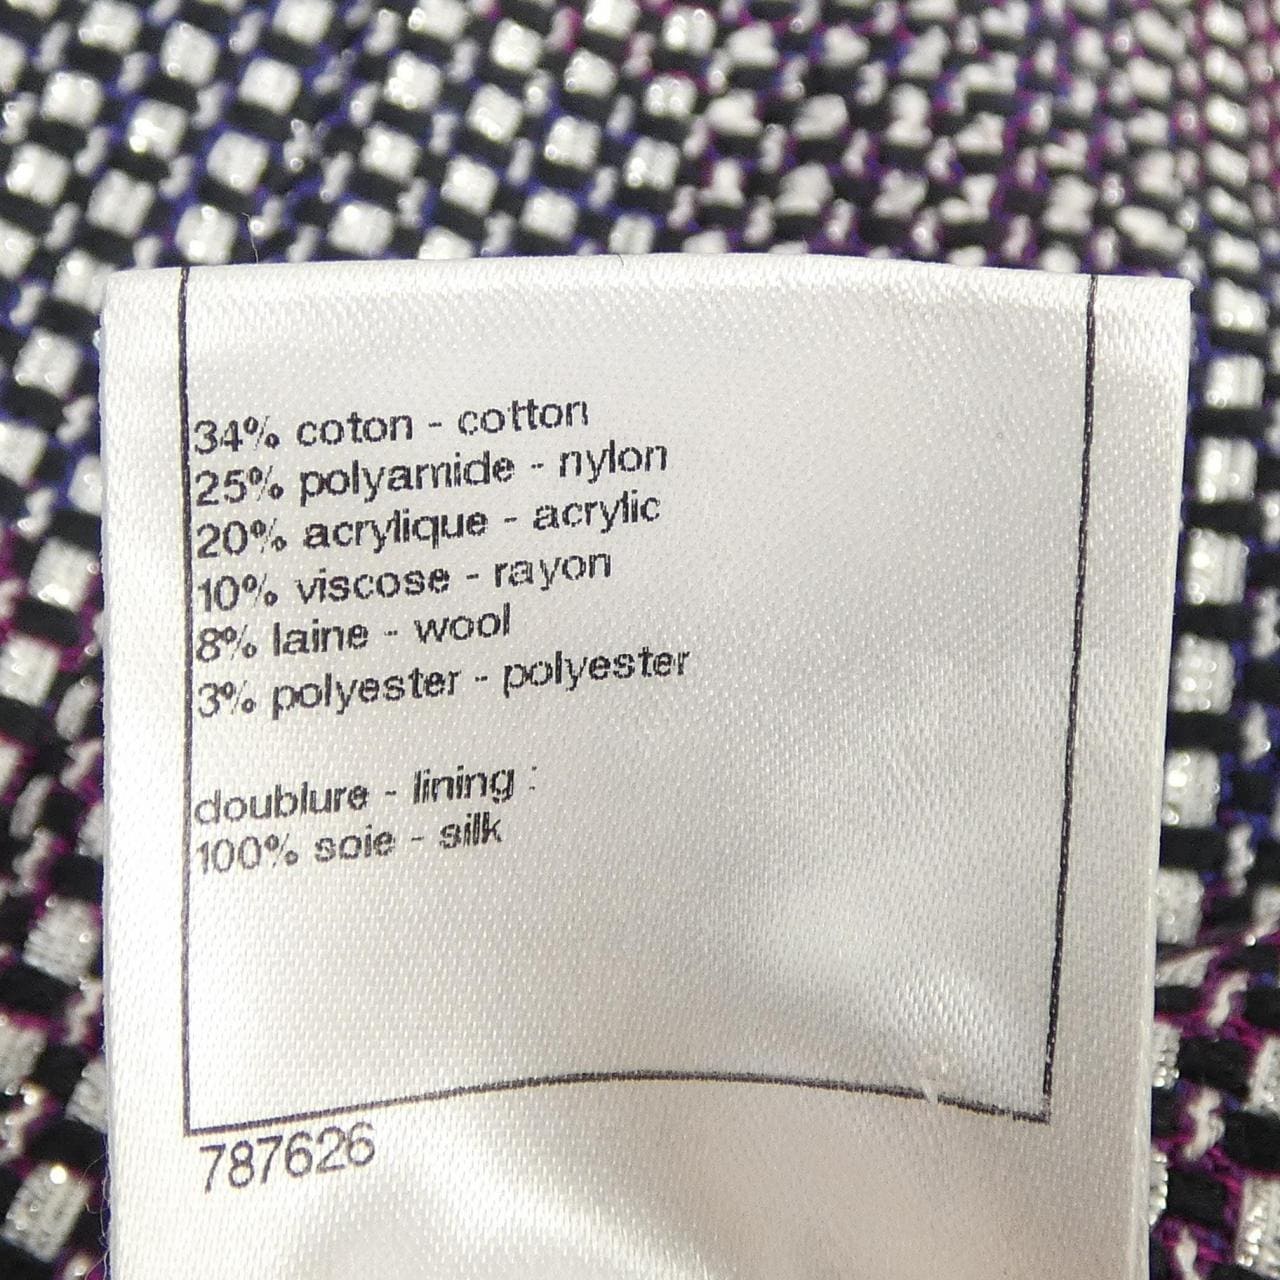 34% coton - cotton
25% polyamide - nylon
20% acrylique - acrylic
10% viscose - rayon
8% laine - wool
3% polyester - polyester
doublure - lining :
100% soie - silk
787626